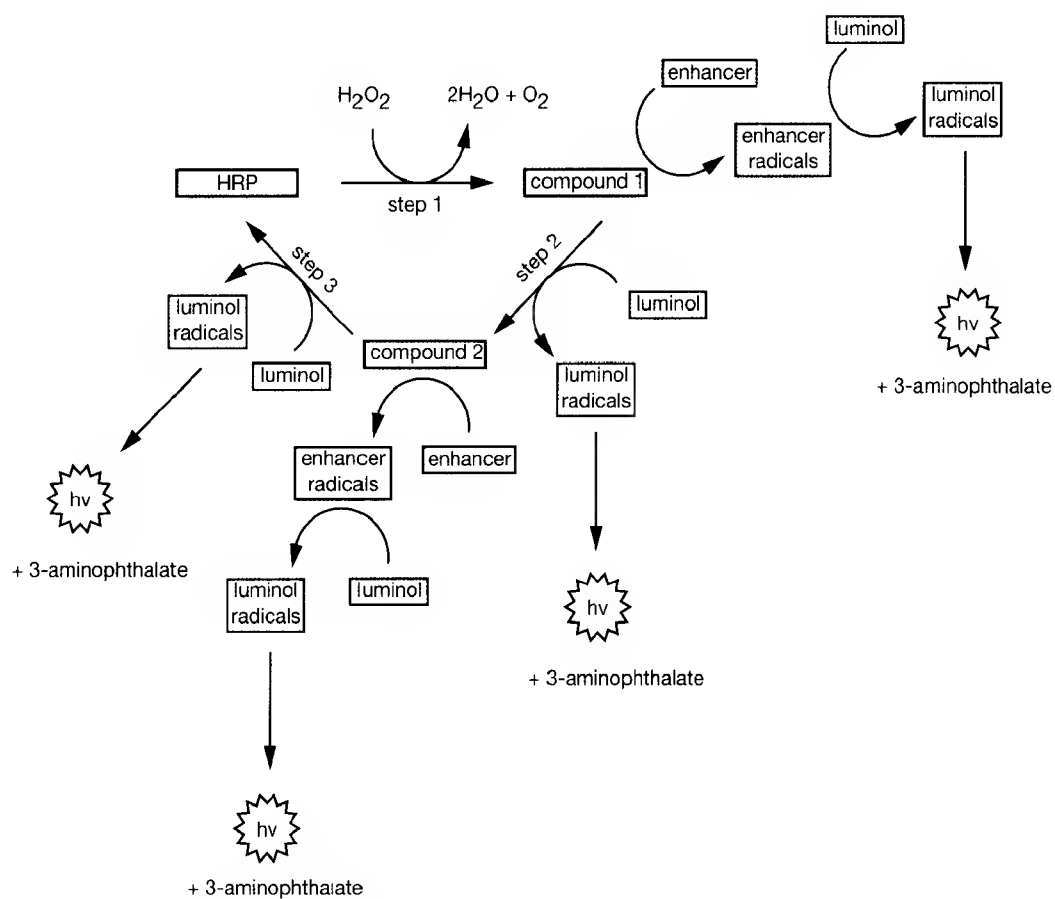 luminol
enhancer
luminol
radicals
H2O2
2H2O + O2
enhancer
radicals
HRP
compound 1
step 1
step 2
step 3
luminol
radicals
luminol
luminol
compound 2
luminol
radicals
hν
+ 3-aminophthalate
enhancer
radicals
enhancer
hν
+ 3-aminophthalate
luminol
radicals
luminol
hν
+ 3-aminophthalate
hν
+ 3-aminophthalate